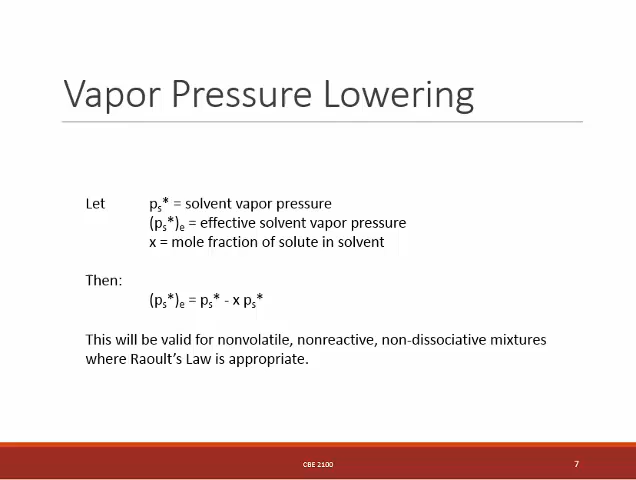 Vapor Pressure Lowering
Let pₛ* = solvent vapor pressure
(pₛ*)ₑ = effective solvent vapor pressure
x = mole fraction of solute in solvent
Then:
(pₛ*)ₑ = pₛ* - x pₛ*
This will be valid for nonvolatile, nonreactive, non-dissociative mixtures
where Raoult's Law is appropriate.
CBE 2100
7